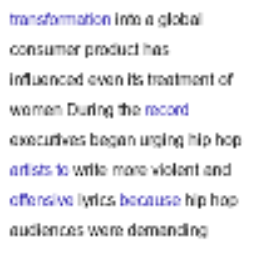 transformation into a global
consumer product has
influenced even its treatment of
women During the record
executives began urging hip hop
artists to write more violent and
offensive lyrics because hip hop
audiences were demanding